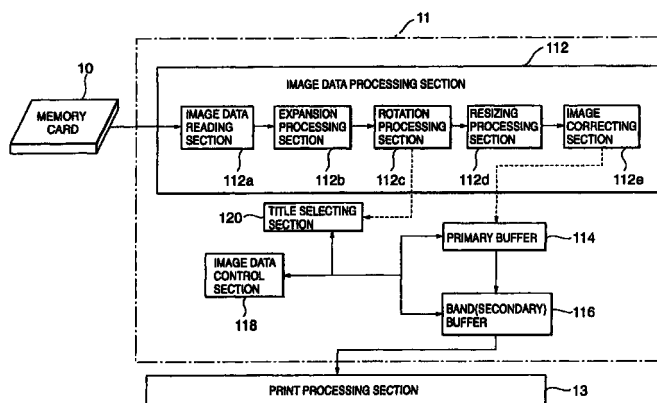 11
112
10
IMAGE DATA PROCESSING SECTION
MEMORY
CARD
IMAGE DATA
READING
SECTION
EXPANSION
PROCESSING
SECTION
ROTATION
PROCESSING
SECTION
RESIZING
PROCESSING
SECTION
IMAGE
CORRECTING
SECTION
112a
112b
112c
112d
112e
120
TITLE SELECTING
SECTION
PRIMARY BUFFER
114
IMAGE DATA
CONTROL
SECTION
118
BAND(SECONDARY)
BUFFER
116
PRINT PROCESSING SECTION
13